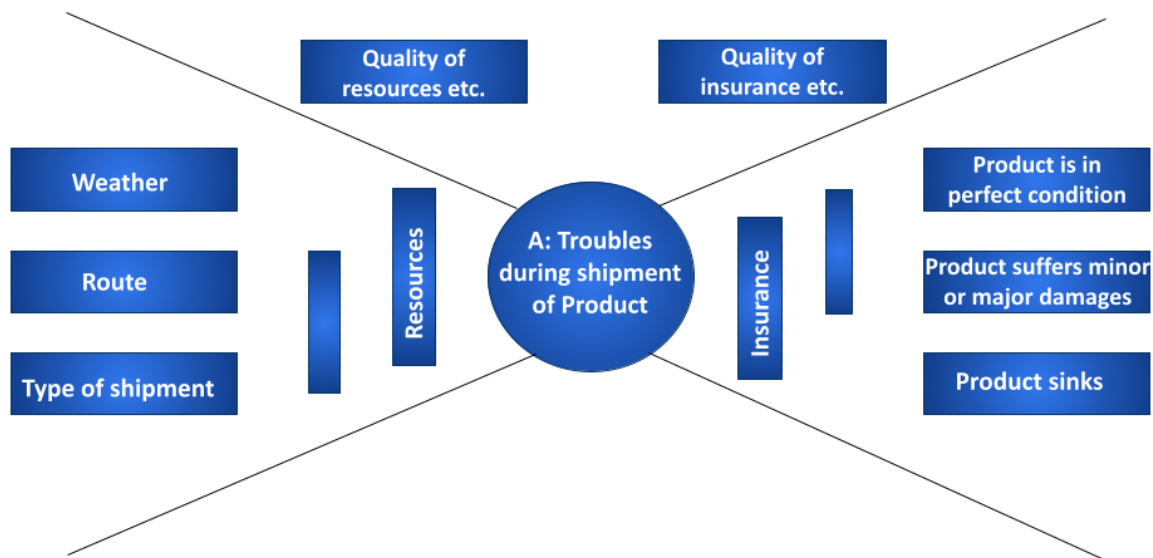 Quality of
resources etc.
Quality of
insurance etc.
Weather
Route
Type of shipment
Resources
A: Troubles
during shipment
of Product
Insurance
Product is in
perfect condition
Product suffers minor
or major damages
Product sinks